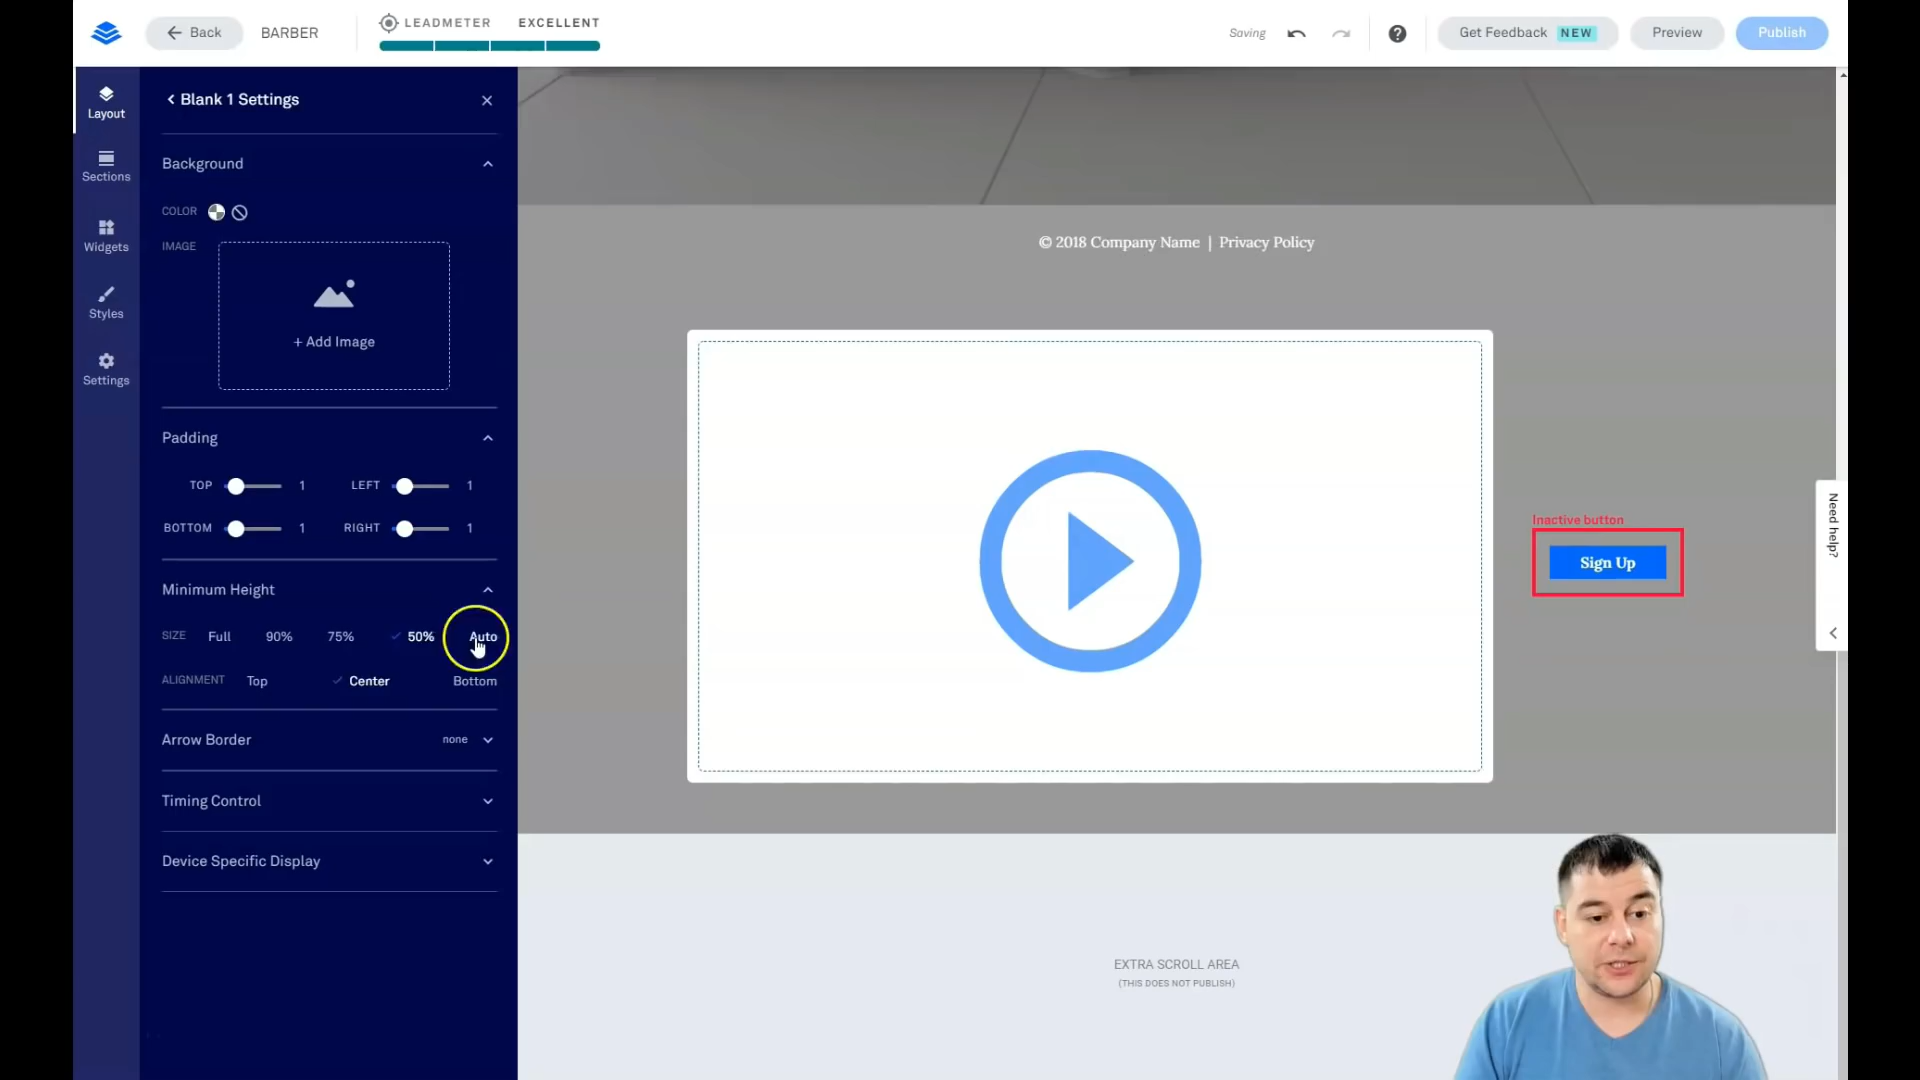 Back
BARBER
LEADMETER EXCELLENT
Saving
Get Feedback NEW
Preview
Publish
Layout
Sections
Widgets
Styles
Settings
Blank 1 Settings
Background
COLOR
IMAGE
+ Add Image
Padding
TOP 1 LEFT 1
BOTTOM 1 RIGHT 1
Minimum Height
SIZE Full 90% 75% 50% Auto
ALIGNMENT Top Center Bottom
Arrow Border none
Timing Control
Device Specific Display
© 2018 Company Name | Privacy Policy
Inactive button
Sign Up
Need help?
EXTRA SCROLL AREA
(THIS DOES NOT PUBLISH)